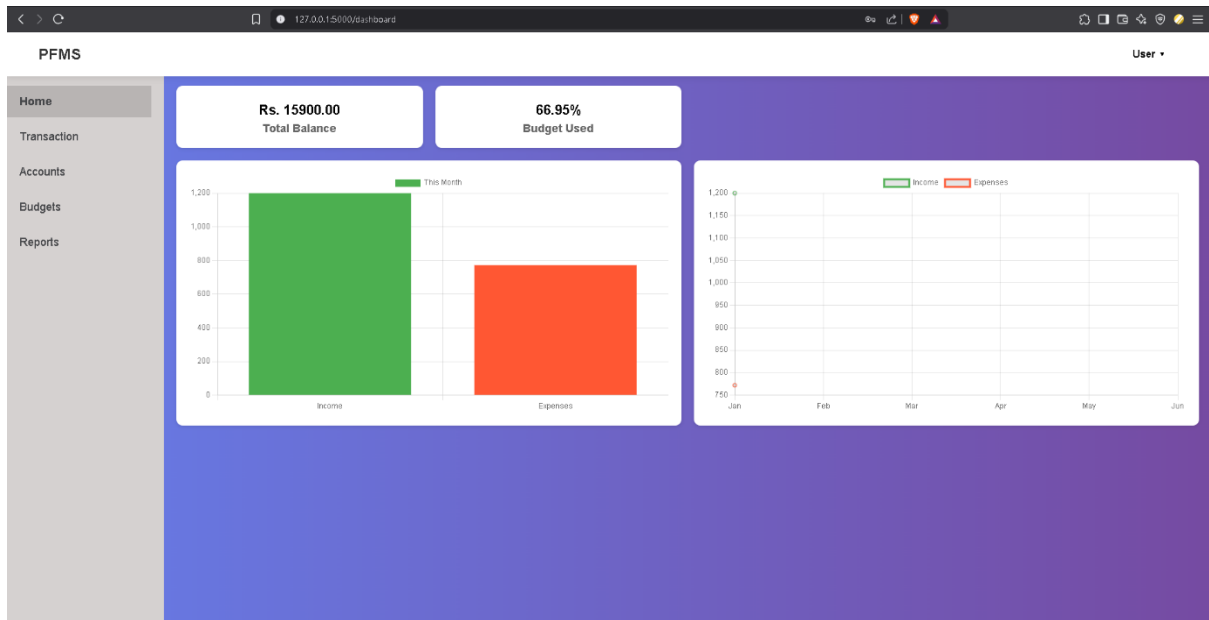 127.0.0.1:5000/dashboard
PFMS
User
Home
Transaction
Accounts
Budgets
Reports
Rs. 15900.00
Total Balance
66.95%
Budget Used
This Month
1,200
1,000
800
600
400
200
0
Income Expenses
Income Expenses
1,200
1,150
1,100
1,050
1,000
950
900
850
800
750
Jan Feb Mar Apr May Jun